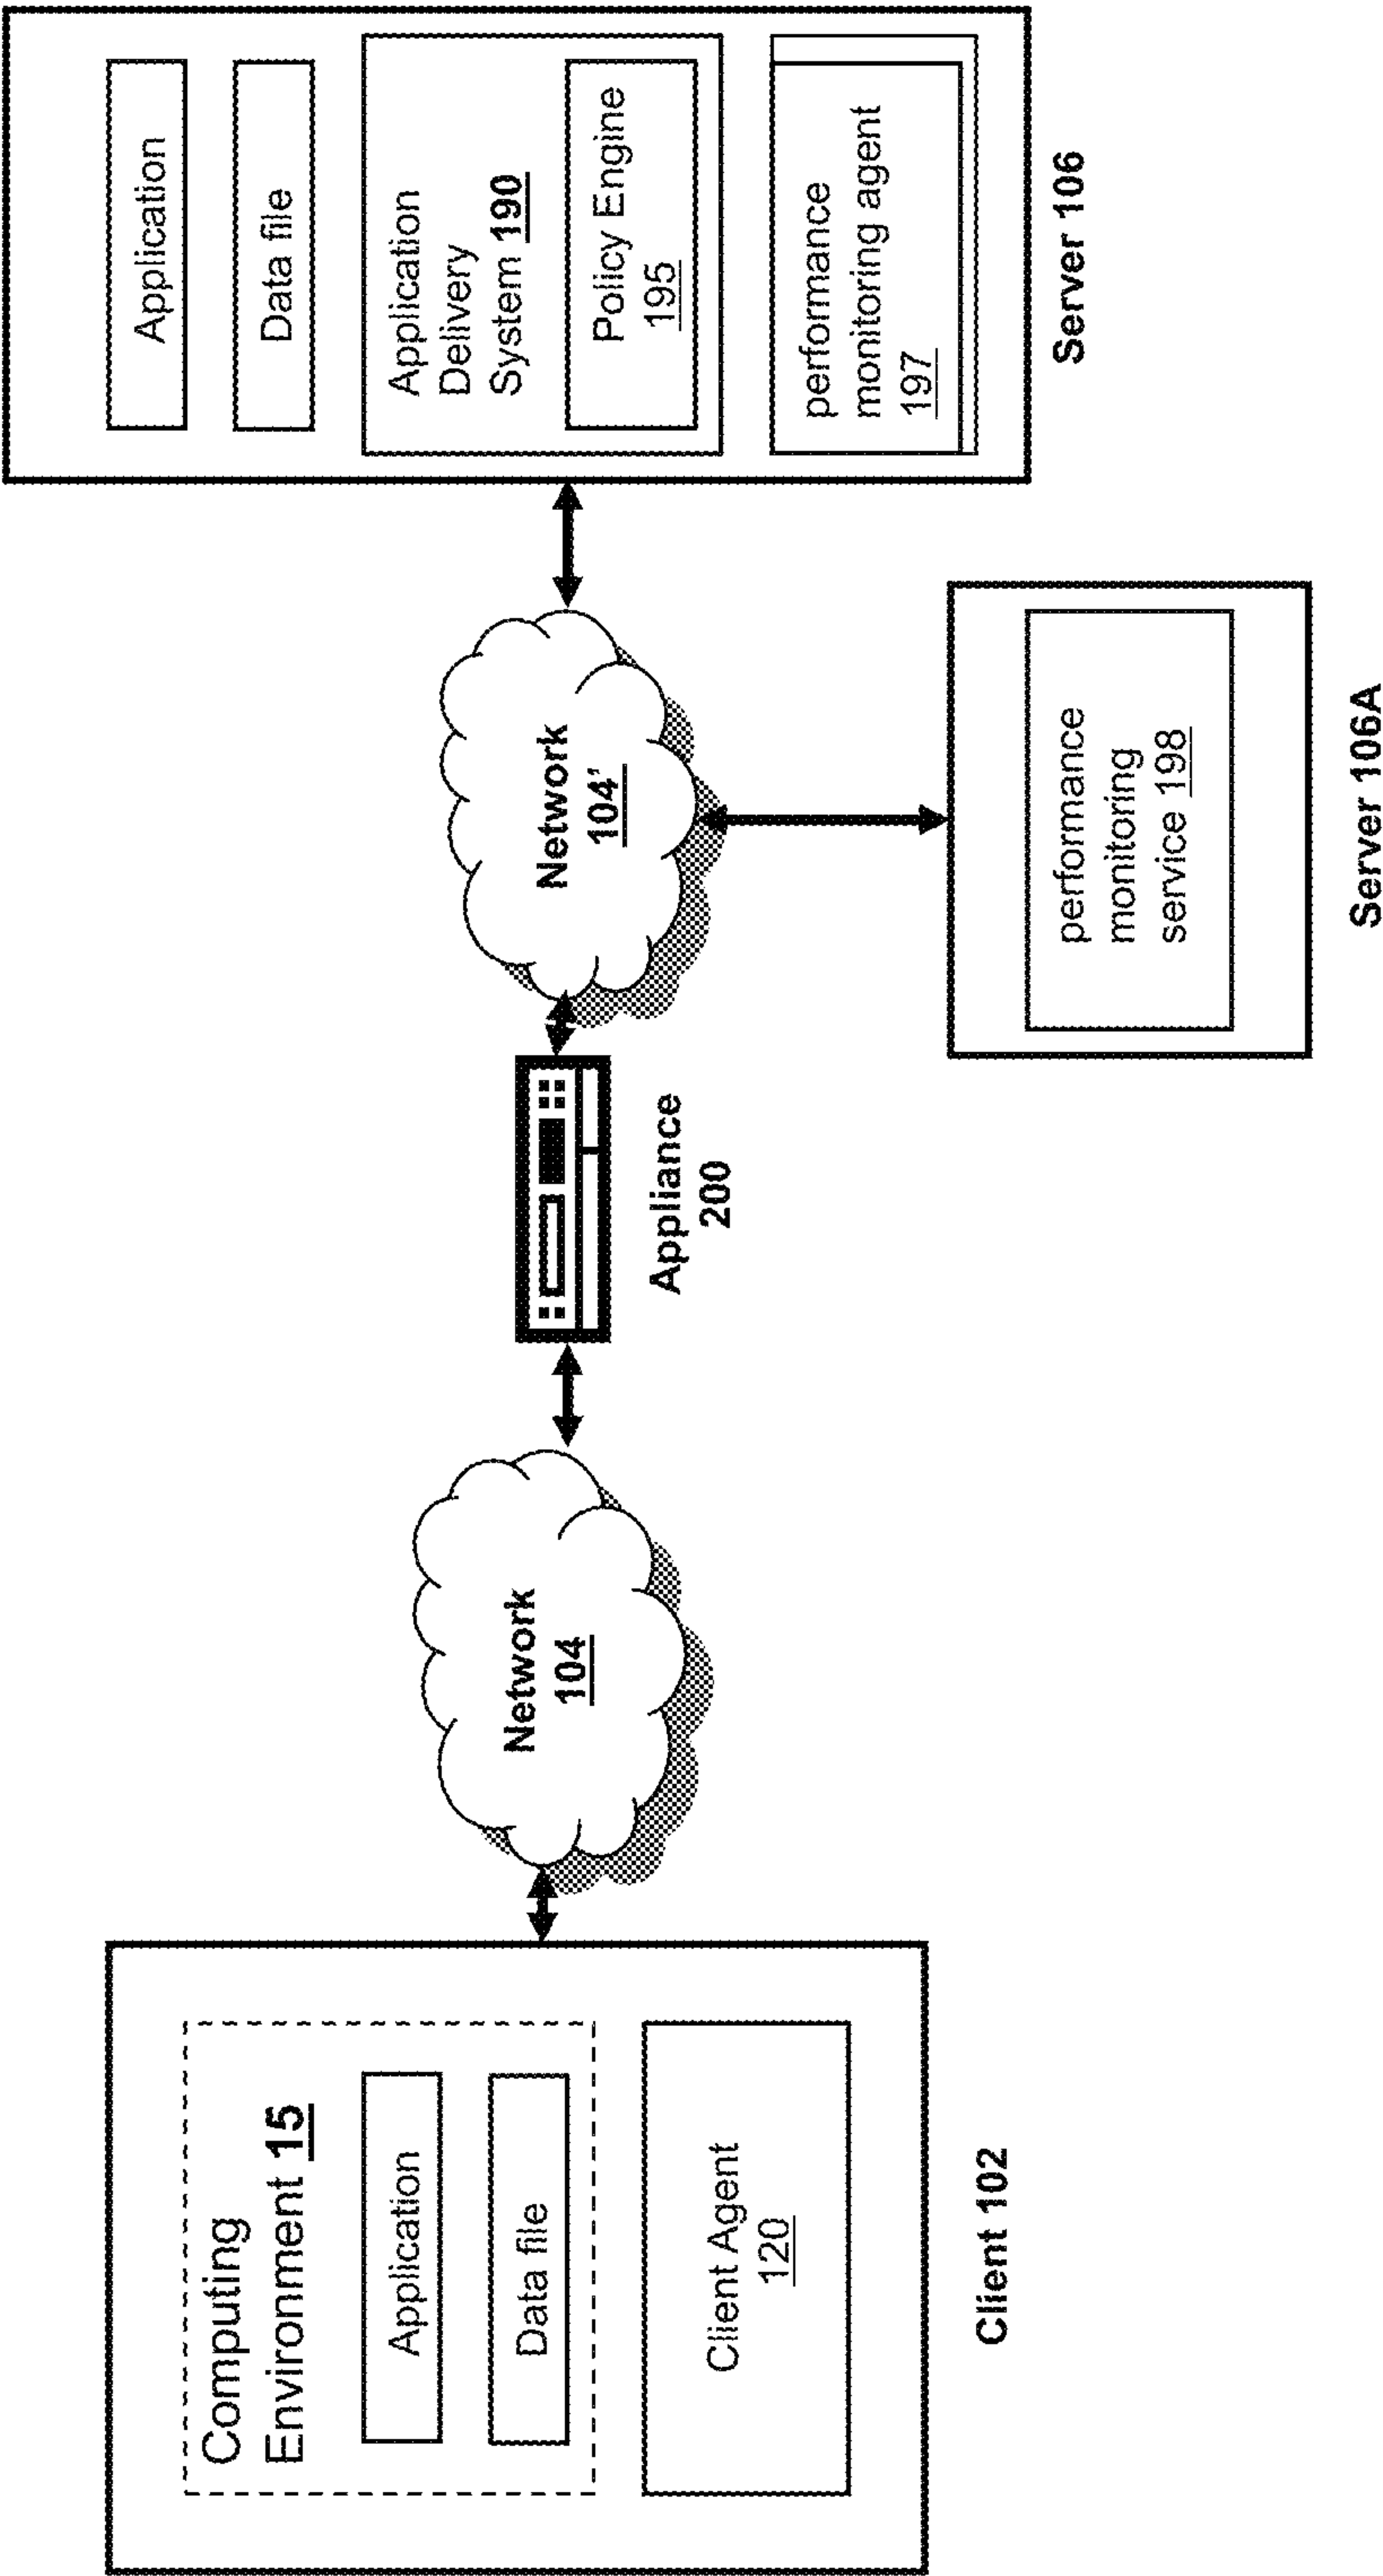 Computing
Environment 15
Application
Data file
Client Agent
120
Client 102
Network
104
Appliance
200
Network
104'
performance
monitoring
service 198
Server 106A
Application
Data file
Application
Delivery
System 190
Policy Engine
195
performance
monitoring agent
197
Server 106